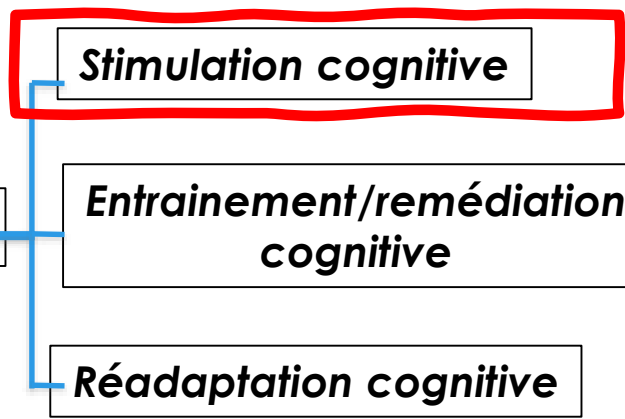 Stimulation cognitive
Entrainement/remédiation
cognitive
Réadaptation cognitive